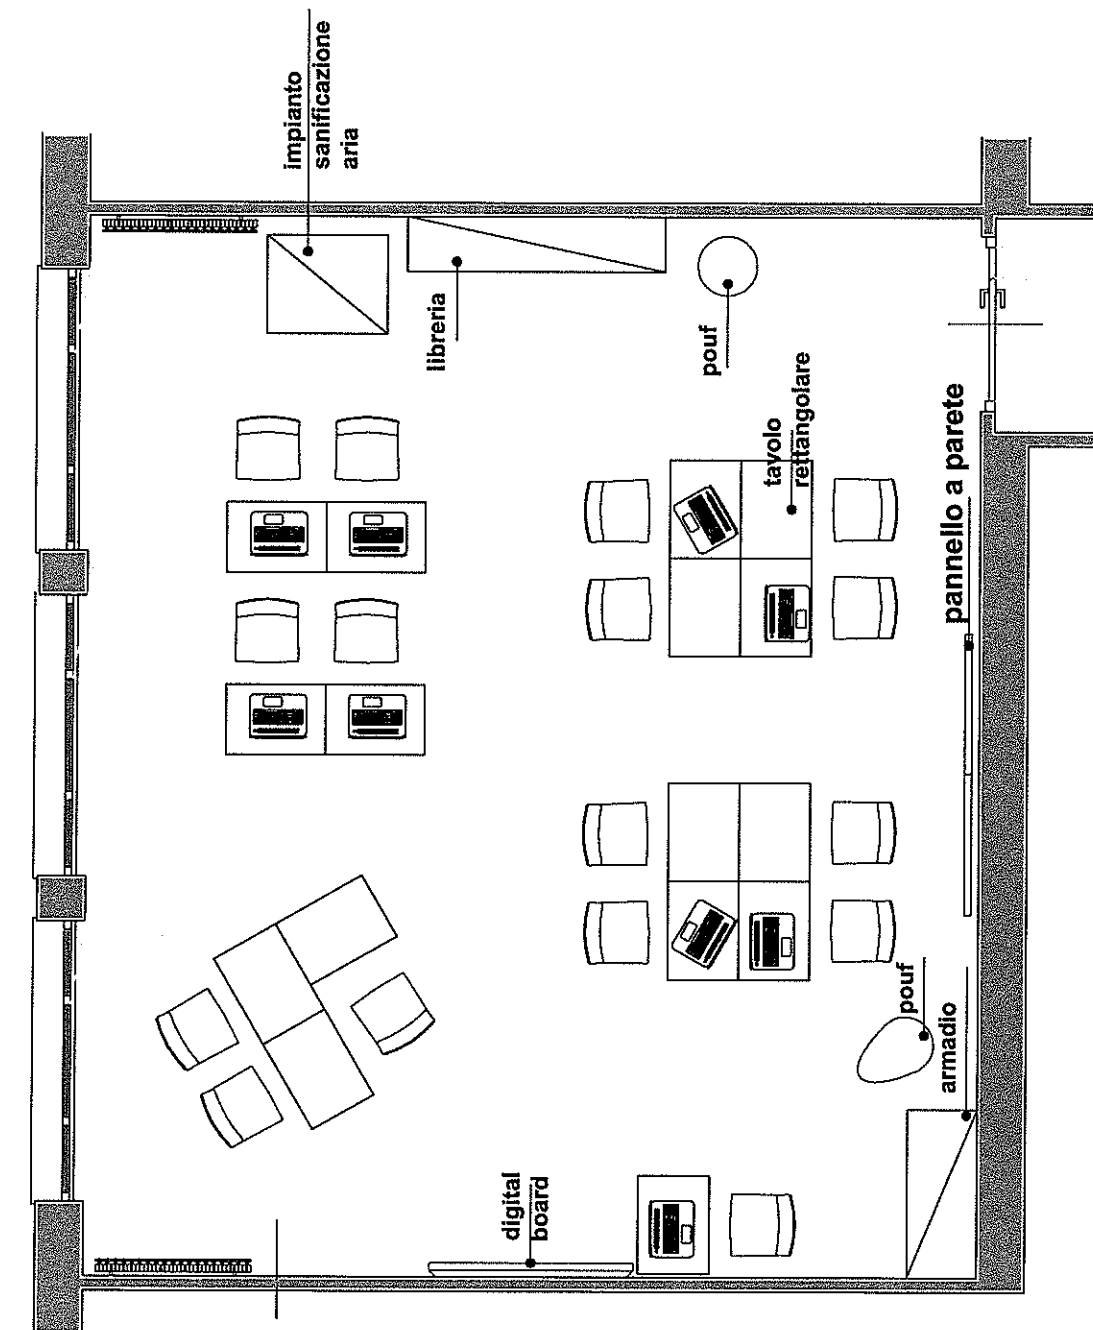 impianto
sanificazione
aria
libreria
pouf
tavolo
rettangolare
pannello a parete
pouf
armadio
digital
board